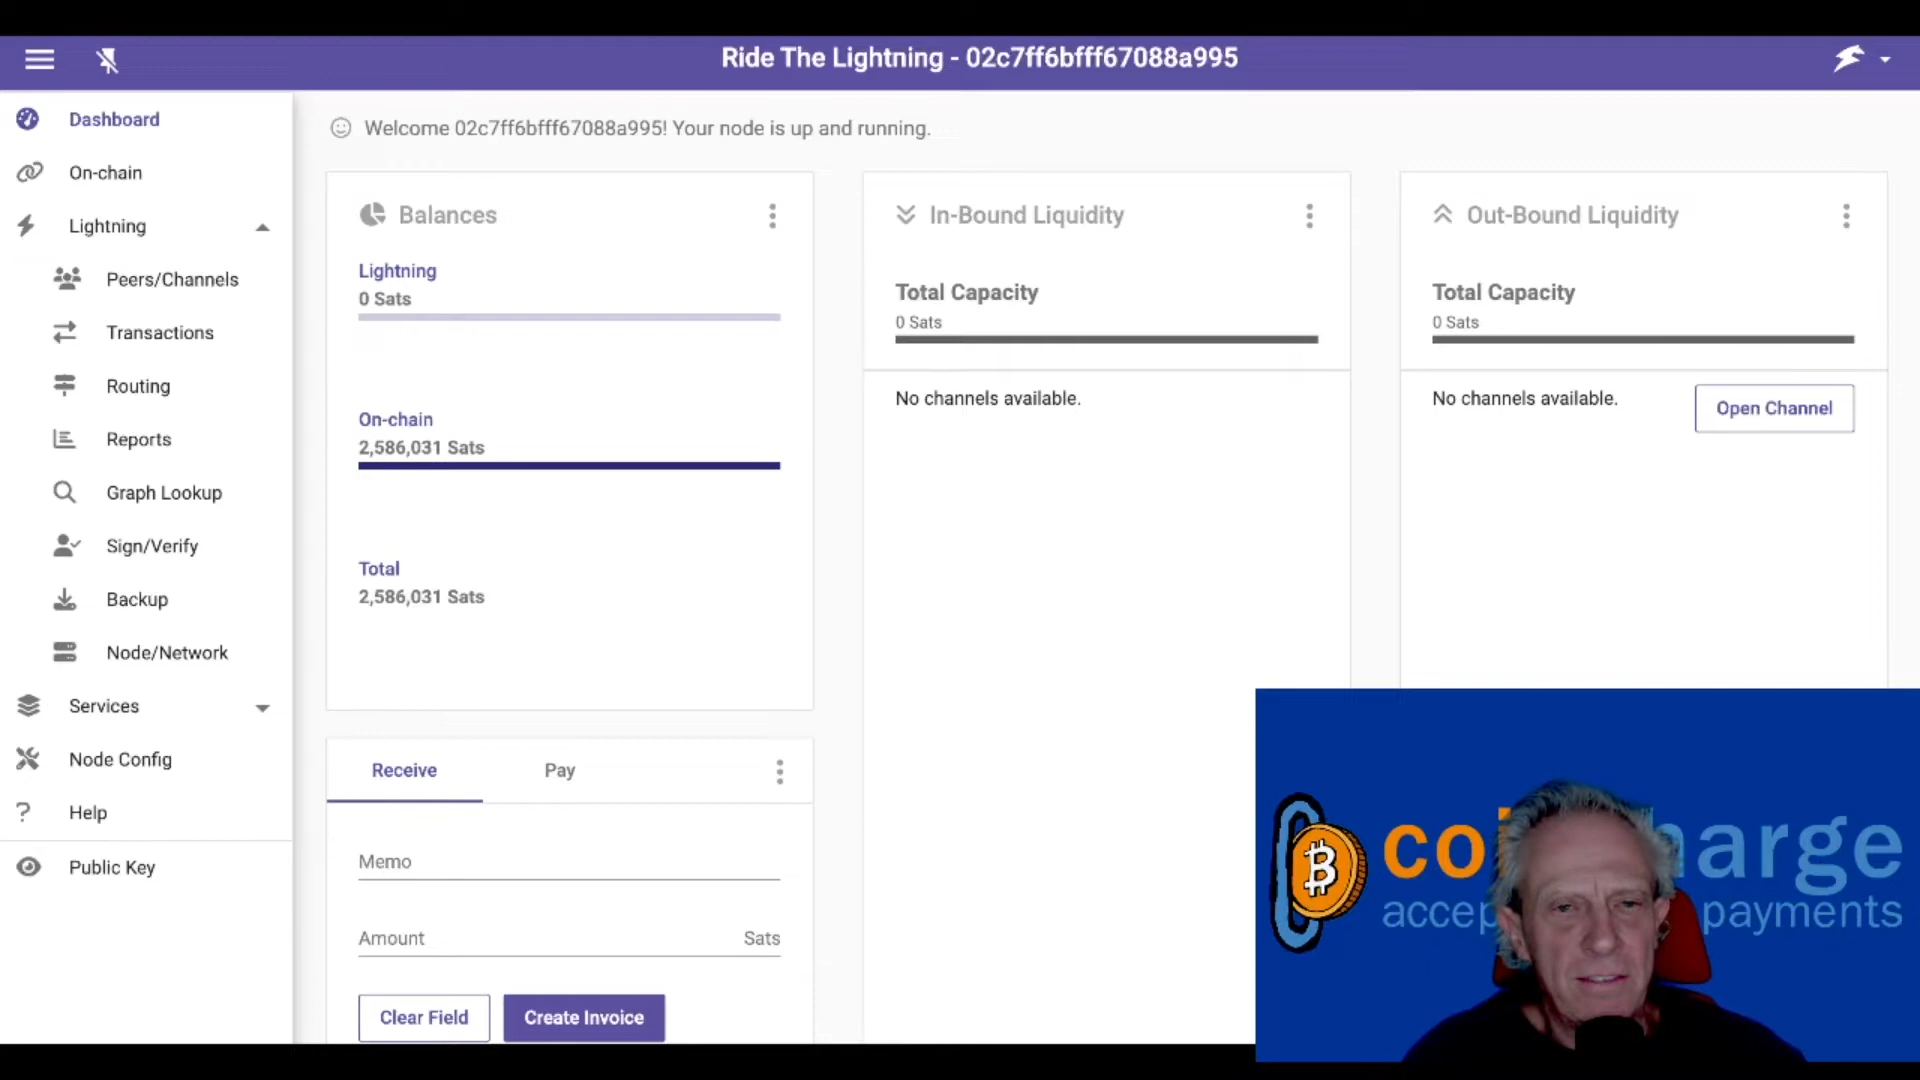 Ride The Lightning - 02c7ff6bfff67088a995
Dashboard
On-chain
Lightning
Peers/Channels
Transactions
Routing
Reports
Graph Lookup
Sign/Verify
Backup
Node/Network
Services
Node Config
? Help
Public Key
Welcome 02c7ff6bfff67088a995! Your node is up and running.
Balances
Lightning
0 Sats
On-chain
2,586,031 Sats
Total
2,586,031 Sats
In-Bound Liquidity
Total Capacity
0 Sats
No channels available.
Out-Bound Liquidity
Total Capacity
0 Sats
No channels available.
Open Channel
Receive Pay
Memo
Amount Sats
Clear Field Create Invoice
payments